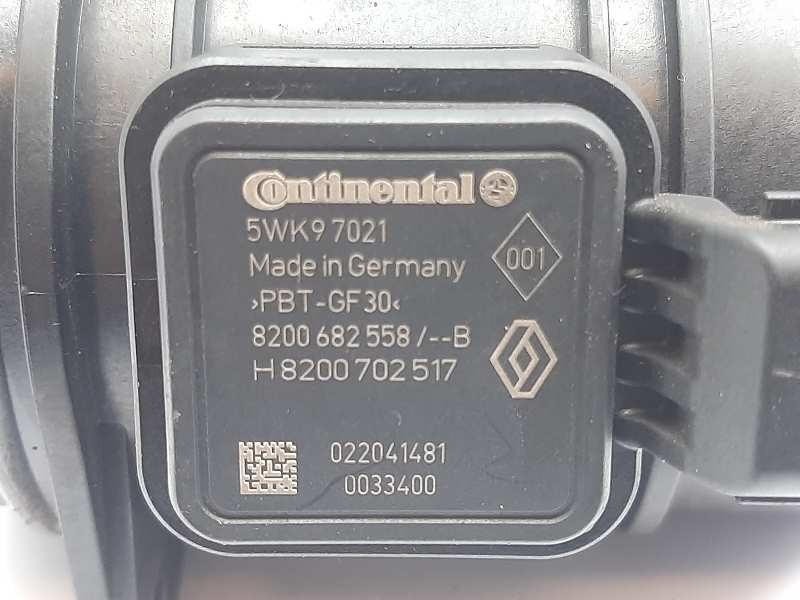 Continental
5WK9 7021
001
Made in Germany
›PBT-GF30‹
8200 682 558 /--B
H 8200 702 517
022041481
0033400